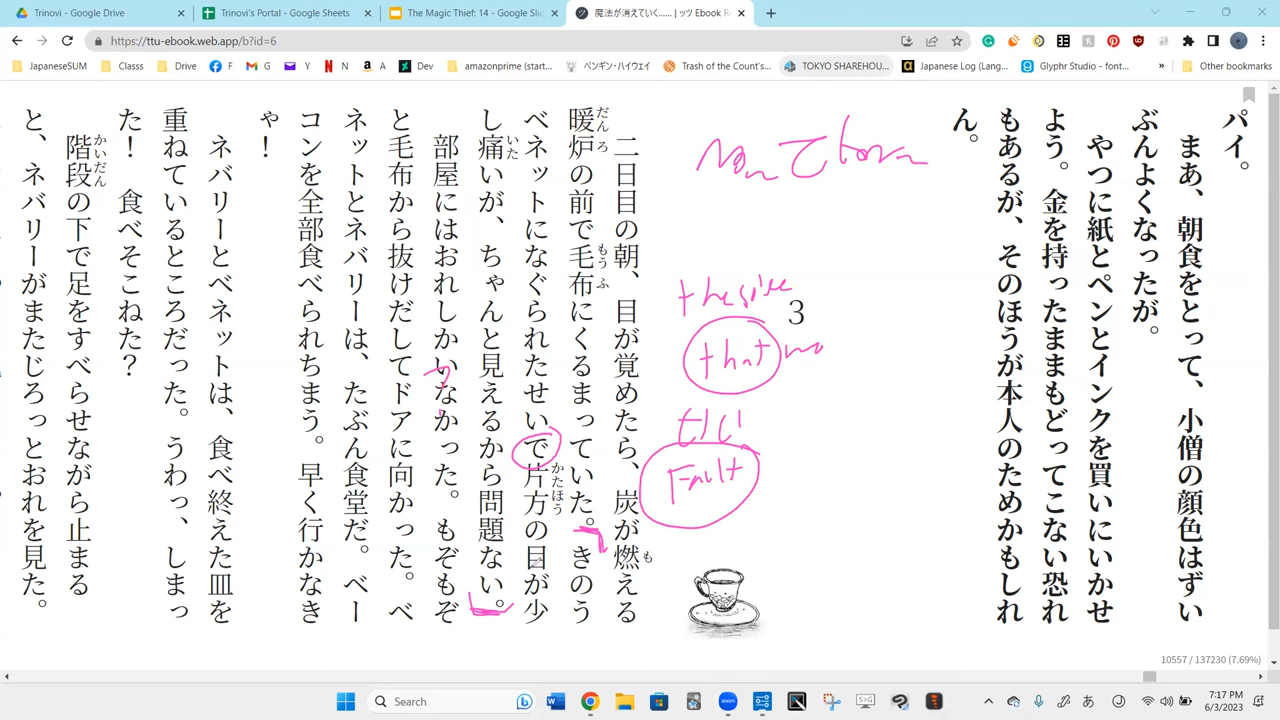 Trinovi - Google Drive
Trinovi's Portal - Google Sheets
The Magic Thief: 14 - Google Slid
魔法が消えていく…… | ッツ Ebook R
https://ttu-ebook.web.app/b?id=6
JapaneseSUM
Classs
Drive
F
G
Y
N
A
Dev
amazonprime (start...
ペンギン・ハイウェイ
Trash of the Count's...
TOKYO SHAREHOU...
Japanese Log (Lang...
Glyphr Studio - font...
Other bookmarks
パイ。
まあ、朝食をとって、小僧の顔色はずい
ぶんよくなったが。
やつに紙とペンとインクを買いにいかせ
よう。金を持ったままもどってこない恐れ
もあるが、そのほうが本人のためかもしれ
ん。
3
that no
Fault
二日目の朝、目が覚めたら、炭が燃える
暖炉の前で毛布にくるまっていた。きのう
ベネットになぐられたせいで片方の目が少
し痛いが、ちゃんと見えるから問題ない。
部屋にはおれしかいなかった。もぞもぞ
と毛布から抜けだしてドアに向かった。ベ
ネットとネバリーは、たぶん食堂だ。ベー
コンを全部食べられちまう。早く行かなき
ゃ！
ネバリーとベネットは、食べ終えた皿を
重ねているところだった。うわっ、しまっ
た！　食べそこねた？
階段の下で足をすべらせながら止まる
と、ネバリーがまたじろっとおれを見た。
10557 / 137230 (7.69%)
Search
7:17 PM
6/3/2023